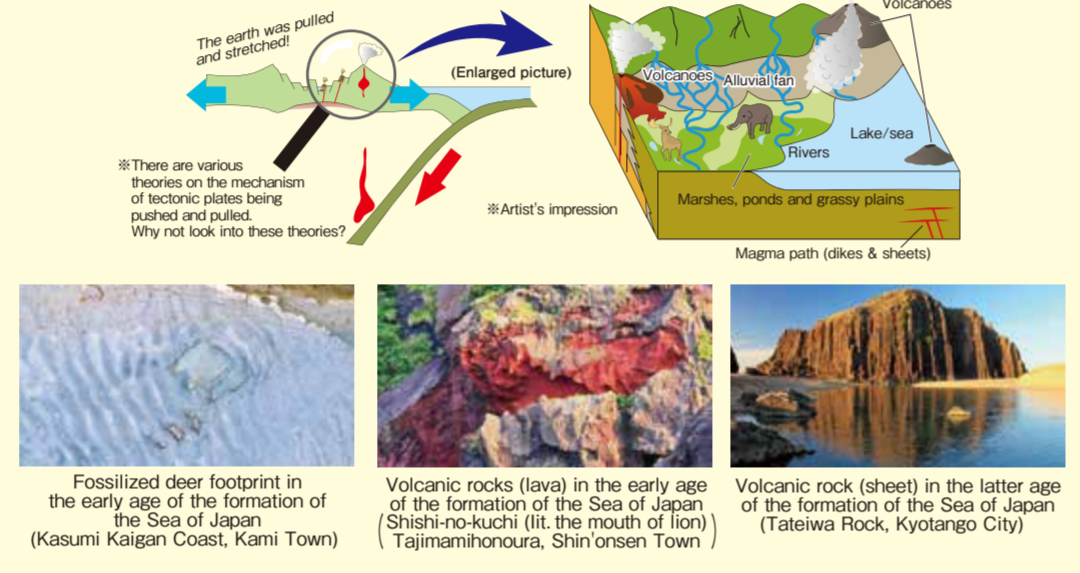 The earth was pulled
and stretched!
(Enlarged picture)
※There are various
theories on the mechanism
of tectonic plates being
pushed and pulled.
Why not look into these theories?
※Artist's impression
Volcanoes
Volcanoes
Alluvial fan
Lake/sea
Rivers
Marshes, ponds and grassy plains
Magma path (dikes & sheets)
Fossilized deer footprint in
the early age of the formation of
the Sea of Japan
(Kasumi Kaigan Coast, Kami Town)
Volcanic rocks (lava) in the early age
of the formation of the Sea of Japan
(Shishi-no-kuchi (lit. the mouth of lion)
Tajimamihonoura, Shin'onsen Town)
Volcanic rock (sheet) in the latter age
of the formation of the Sea of Japan
(Tateiwa Rock, Kyotango City)